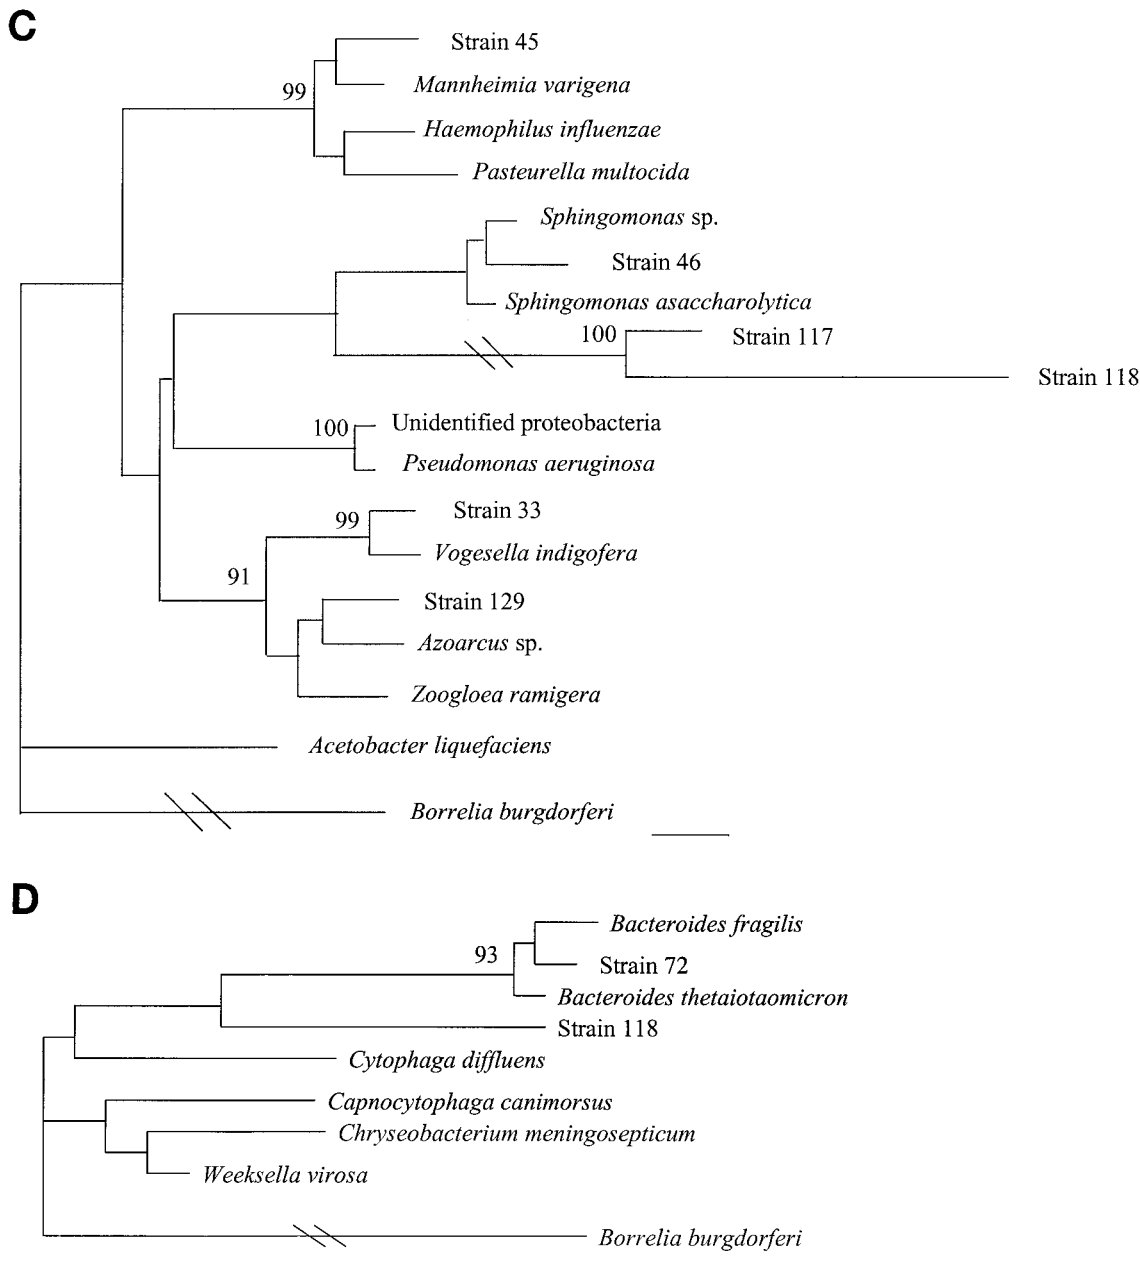 C
Strain 45
99
Mannheimia varigena
Haemophilus influenzae
Pasteurella multocida
Sphingomonas sp.
Strain 46
Sphingomonas asaccharolytica
100
Strain 117
Strain 118
100
Unidentified proteobacteria
Pseudomonas aeruginosa
Strain 33
99
Vogesella indigofera
91
Strain 129
Azoarcus sp.
Zoogloea ramigera
Acetobacter liquefaciens
Borrelia burgdorferi
D
Bacteroides fragilis
93
Strain 72
Bacteroides thetaiotaomicron
Strain 118
Cytophaga diffluens
Capnocytophaga canimorsus
Chryseobacterium meningosepticum
Weeksella virosa
Borrelia burgdorferi